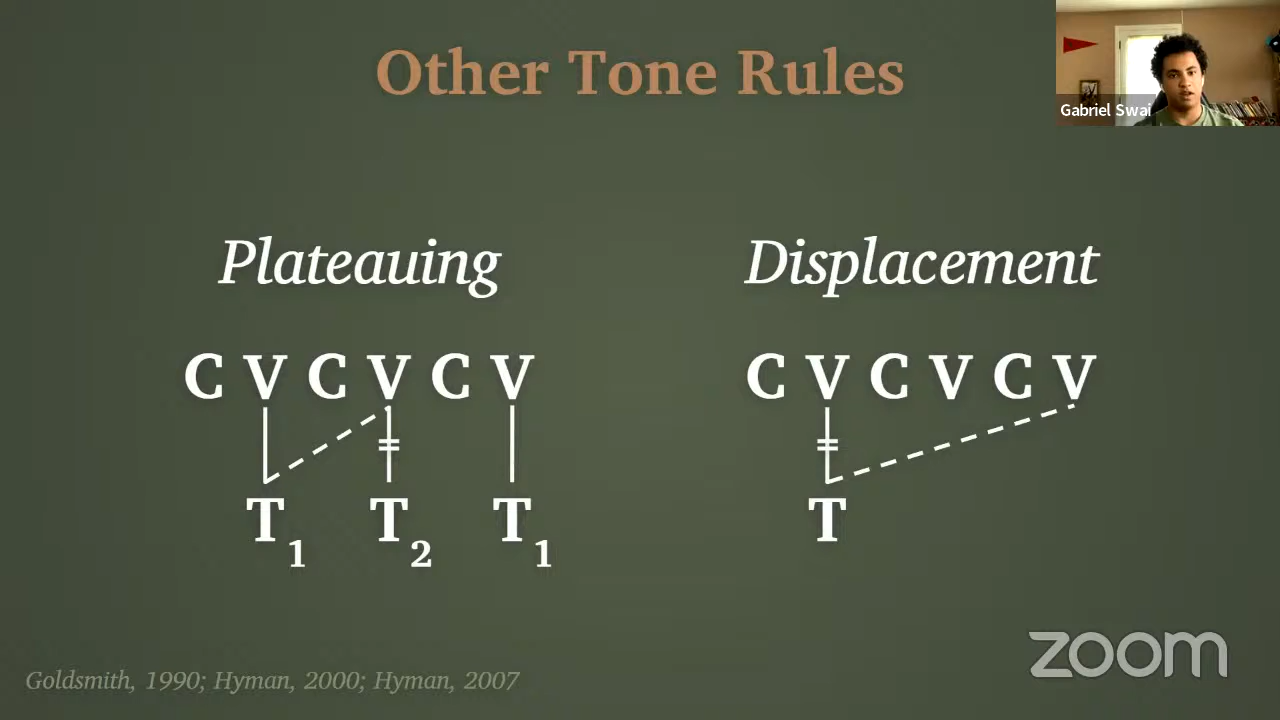 Other Tone Rules
Gabriel Swai
Plateauing
C V C V C V
T1 T2 T1
Displacement
C V C V C V
T
Goldsmith, 1990; Hyman, 2000; Hyman, 2007
zoom